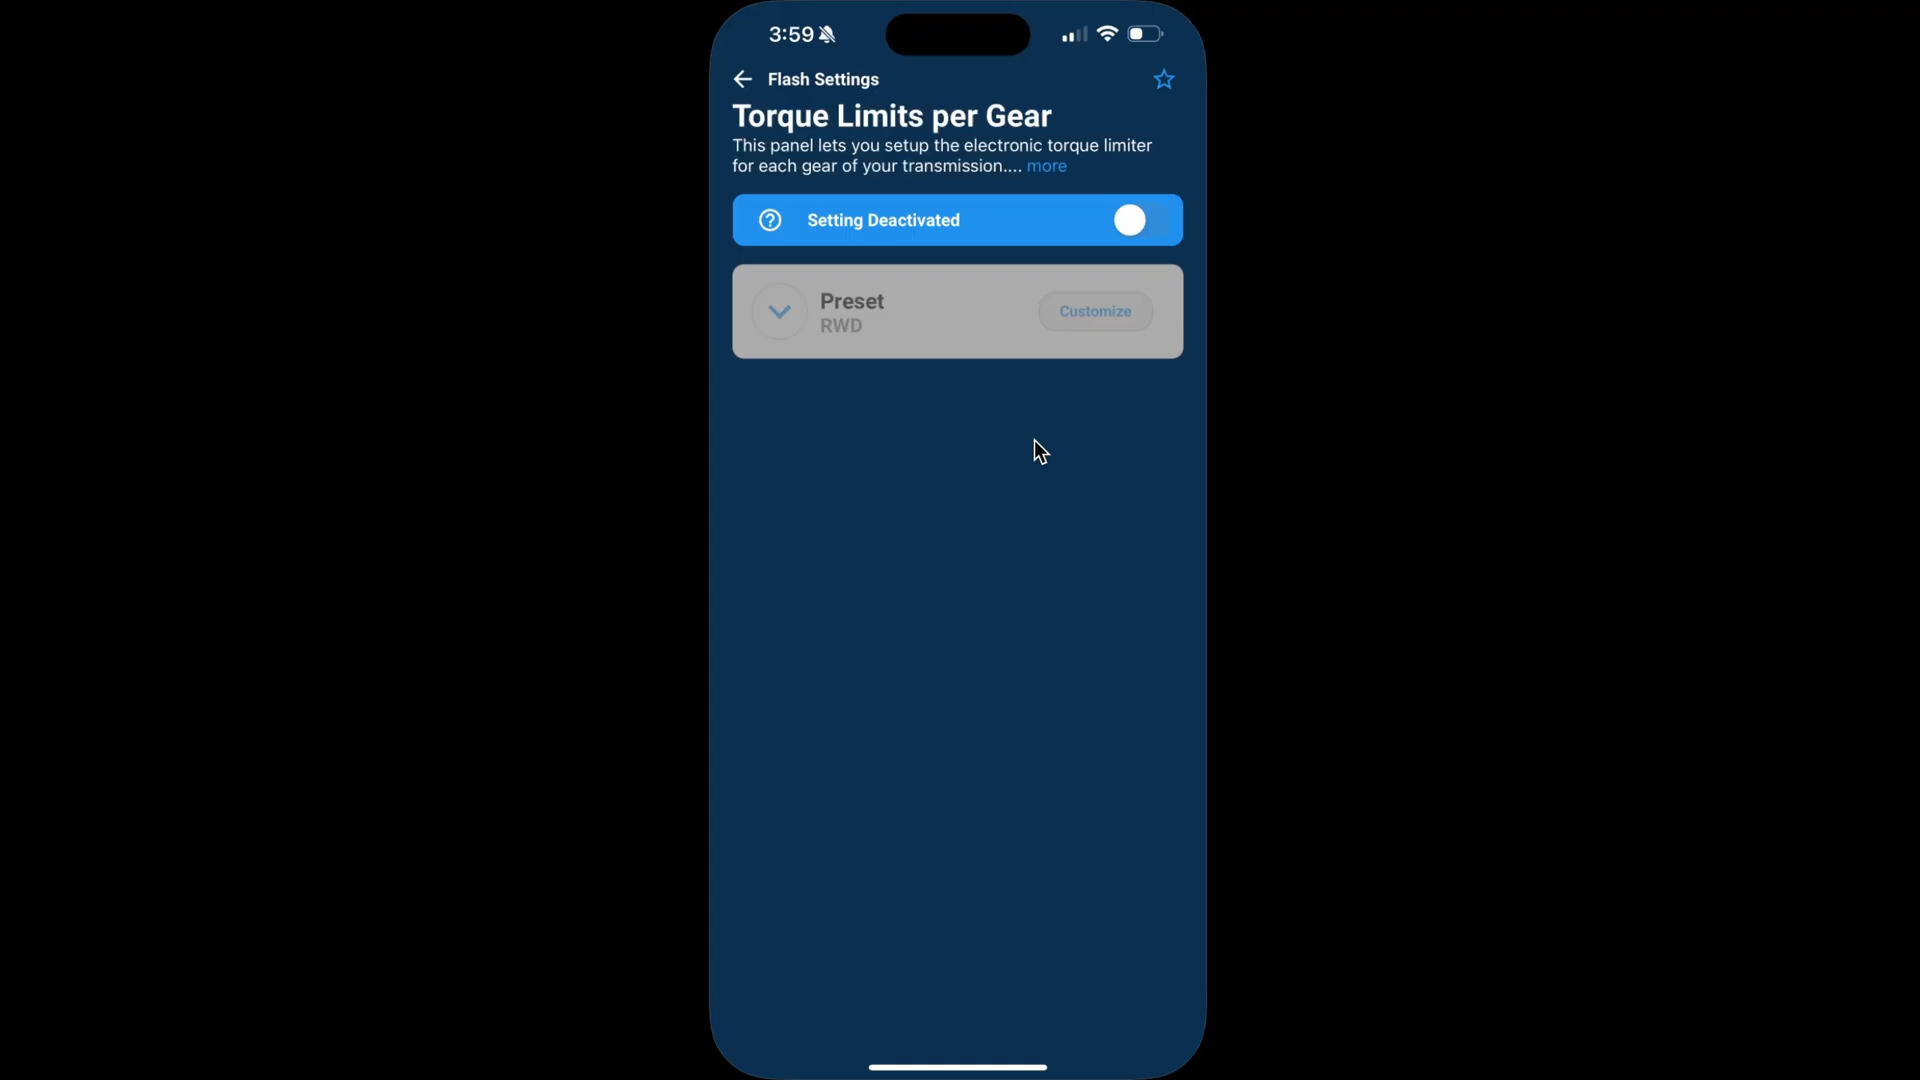 3:59
Flash Settings
Torque Limits per Gear
This panel lets you setup the electronic torque limiter
for each gear of your transmission.... more
Setting Deactivated
Preset
RWD
Customize